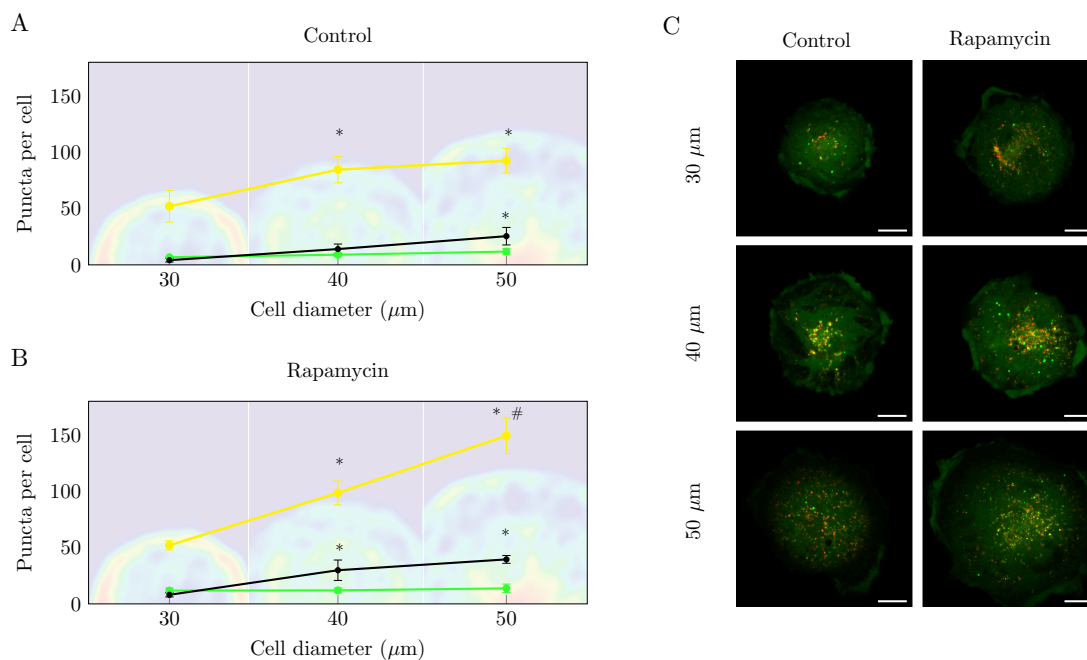 A
Control
Puncta per cell
150
100
50
0
* *
*
30 40 50
Cell diameter (μm)
B
Rapamycin
Puncta per cell
150
100
50
0
* #
*
*
*
30 40 50
Cell diameter (μm)
C
Control Rapamycin
30 μm
40 μm
50 μm